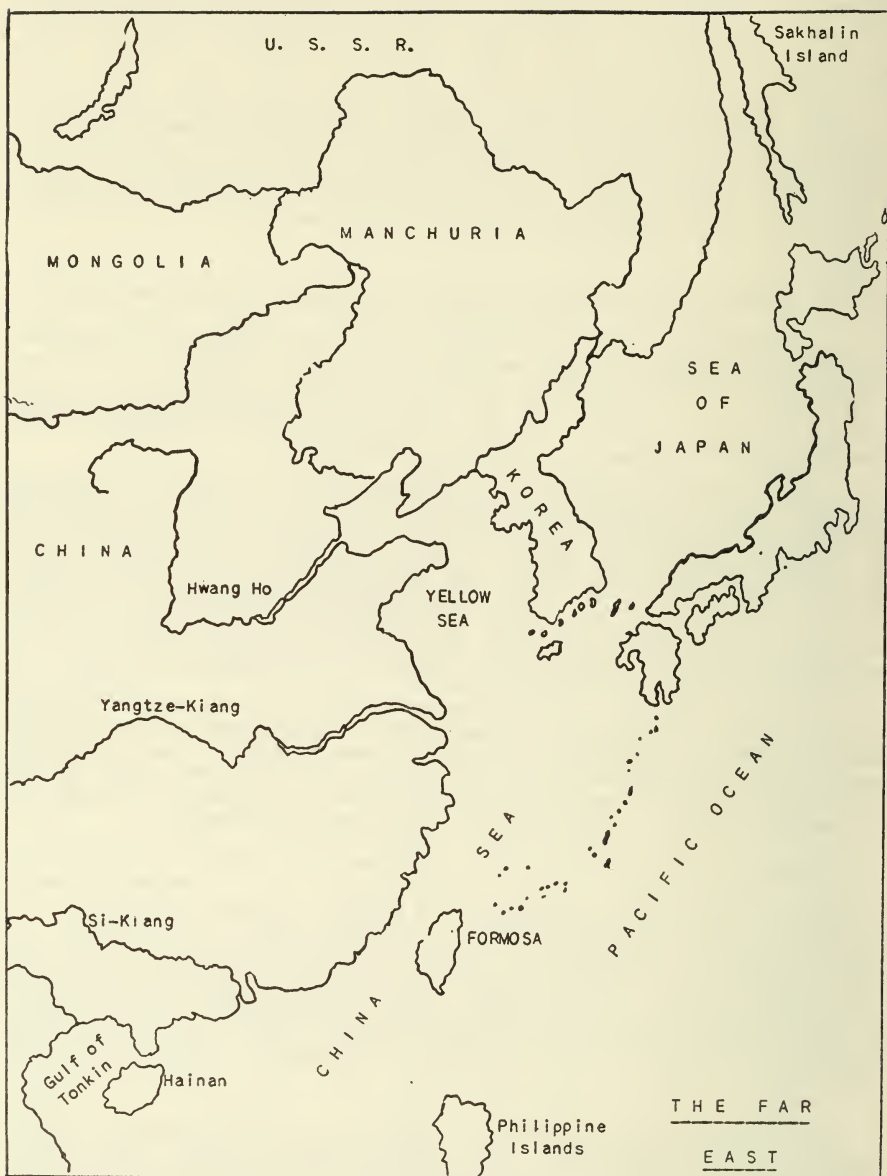 U. S. S. R.
Sakhalin
Island
MANCHURIA
MONGOLIA
SEA
OF
JAPAN
KOREA
CHINA
Hwang Ho
YELLOW
SEA
Yangtze-Kiang
PACIFIC OCEAN
CHINA SEA
Si-Kiang
FORMOSA
Gulf of
Tonkin
Hainan
Philippine
Islands
THE FAR
EAST